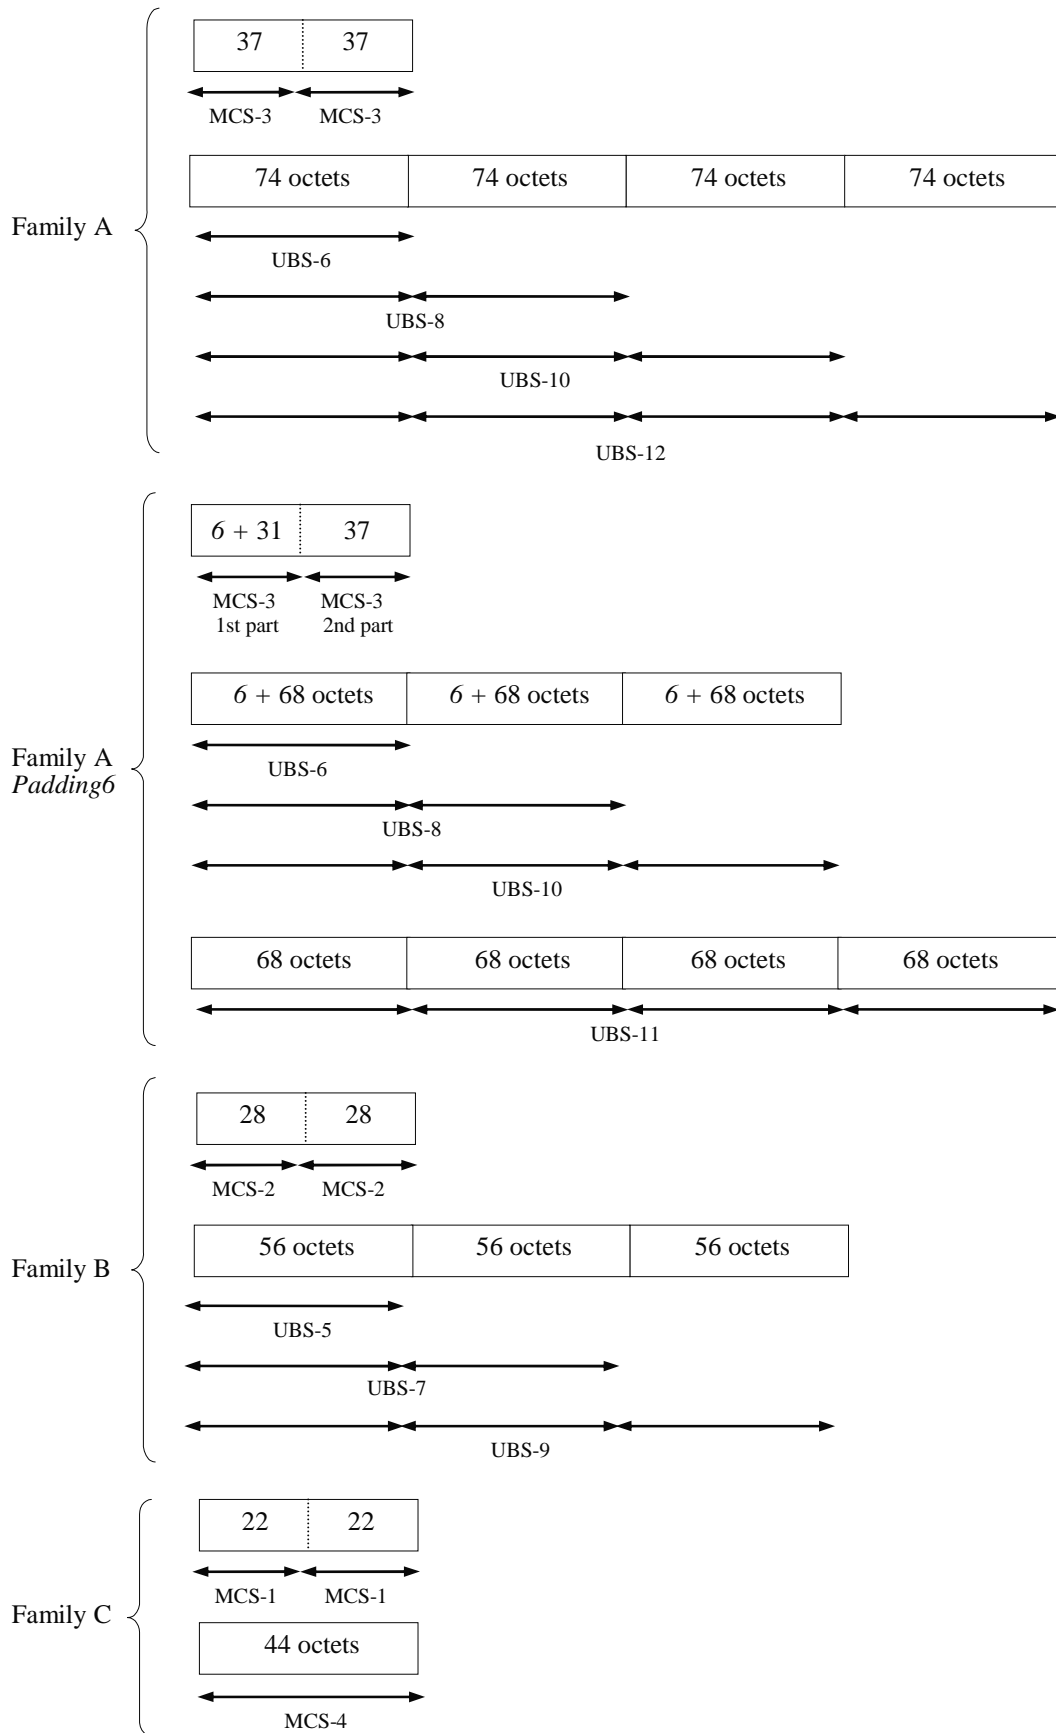 37 37
MCS-3 MCS-3
74 octets 74 octets 74 octets 74 octets
Family A
UBS-6
UBS-8
UBS-10
UBS-12
6 + 31 37
MCS-3 MCS-3
1st part 2nd part
6 + 68 octets 6 + 68 octets 6 + 68 octets
Family A
Padding6
UBS-6
UBS-8
UBS-10
68 octets 68 octets 68 octets 68 octets
UBS-11
28 28
MCS-2 MCS-2
56 octets 56 octets 56 octets
Family B
UBS-5
UBS-7
UBS-9
22 22
MCS-1 MCS-1
Family C
44 octets
MCS-4